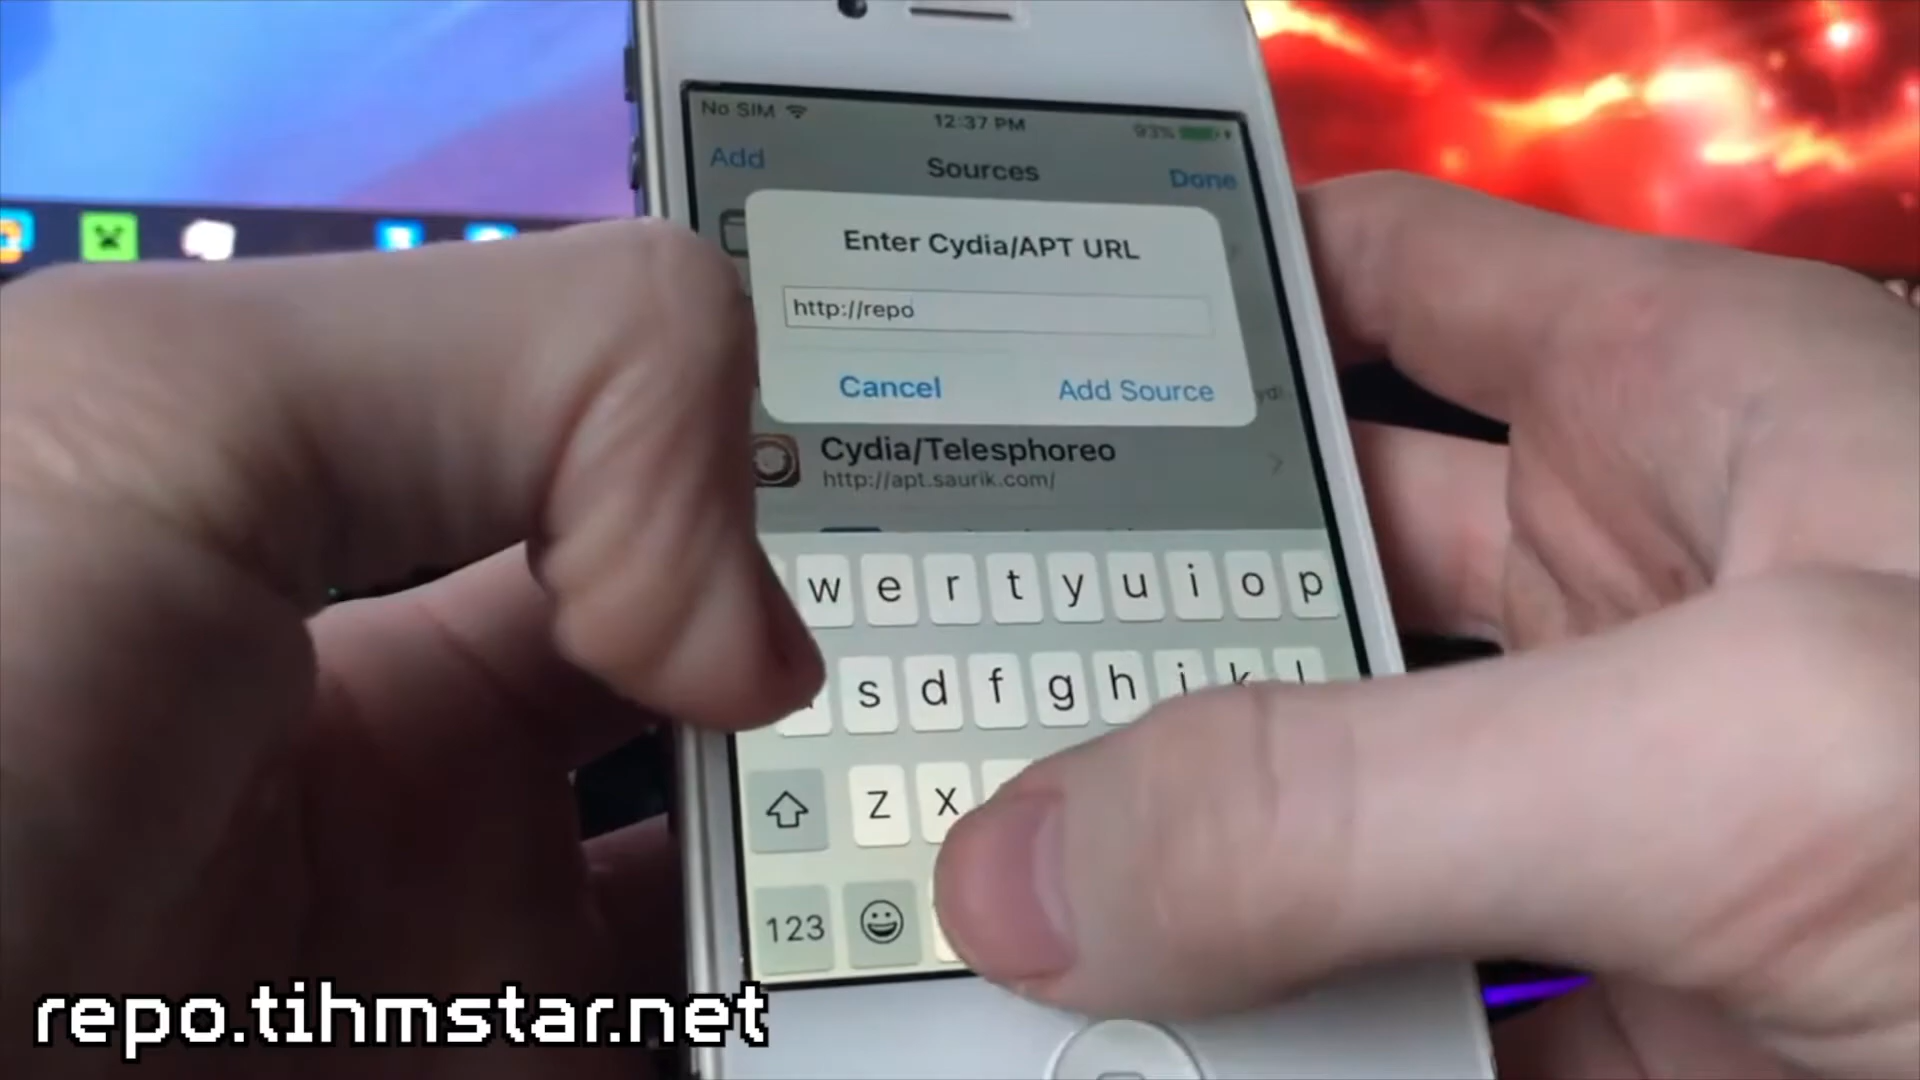 No SIM
12:37 PM
93%
Add
Sources
Done
Enter Cydia/APT URL
http://repo
Cancel
Add Source
Cydia/Telesphoreo
http://apt.saurik.com/
w e r t y u i o p
s d f g h j k l
z x
123
repo.tihmstar.net